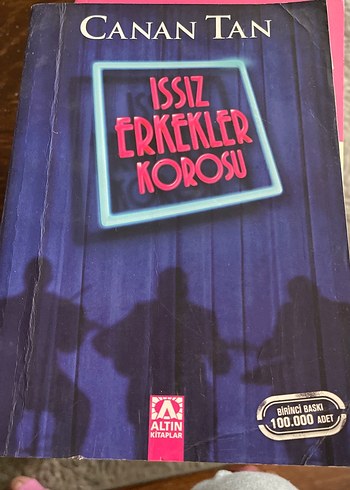 CANAN TAN
ISSIZ
ERKEKLER
KOROSU
ALTIN
KİTAPLAR
BİRİNCİ BASKI
100.000 ADET